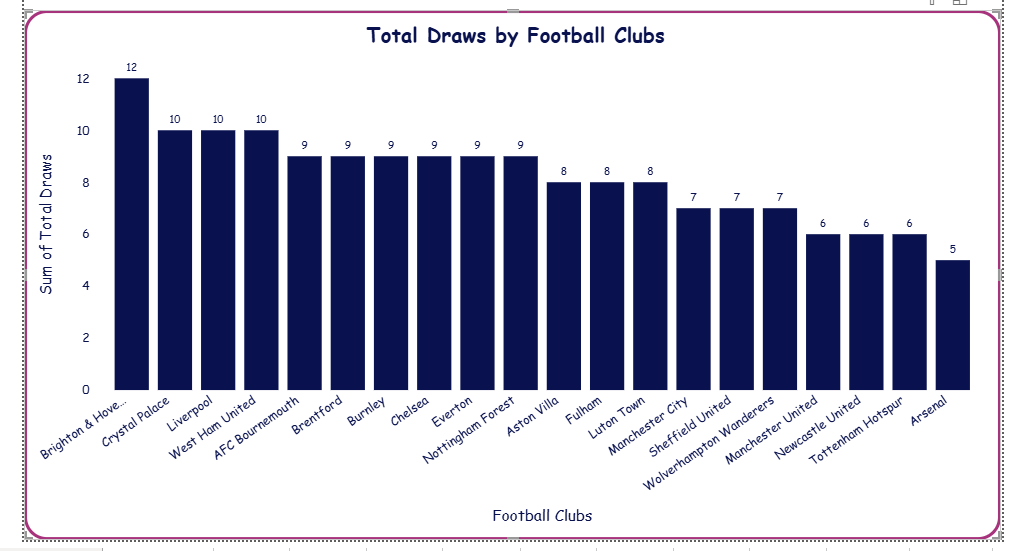 Total Draws by Football Clubs
Sum of Total Draws
12
10
8
6
4
2
0
12
10
10
10
9
9
9
9
9
9
8
8
8
7
7
7
6
6
6
5
Brighton & Hove...
Crystal Palace
Liverpool
West Ham United
AFC Bournemouth
Brentford
Burnley
Chelsea
Everton
Nottingham Forest
Aston Villa
Fulham
Luton Town
Manchester City
Sheffield United
Wolverhampton Wanderers
Manchester United
Newcastle United
Tottenham Hotspur
Arsenal
Football Clubs